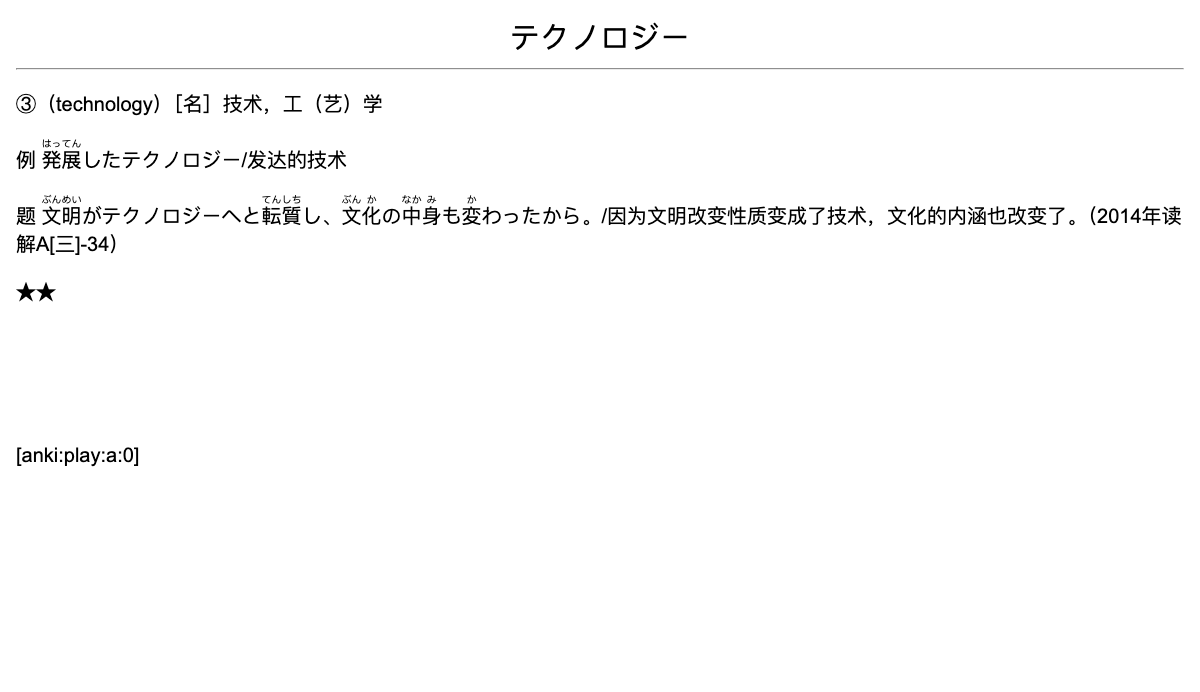 テクノロジー
③（technology）［名］技术，工（艺）学
はってん
例 発展したテクノロジー/发达的技术
ぶんめい てんしち ぶん か なか み か
题 文明がテクノロジーへと転質し、文化の中身も変わったから。/因为文明改变性质变成了技术，文化的内涵也改变了。（2014年读
解A[三]-34）
★★
[anki:play:a:0]